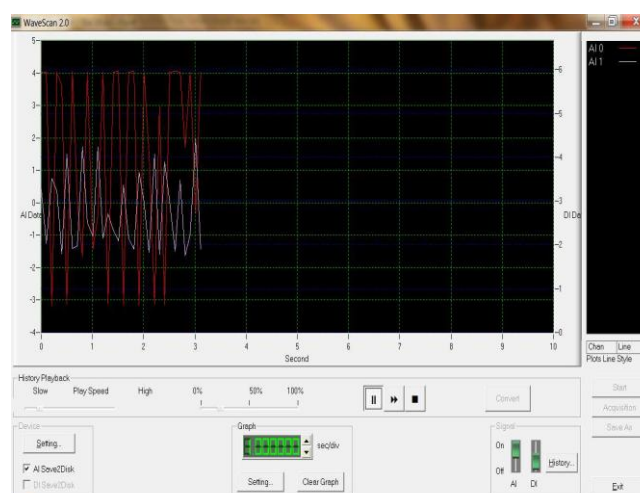 WaveScan 2.0
AI 0
AI 1
5
4
3
2
1
0
-1
-2
-3
-4
6
5
4
3
2
1
0
AI Data
DI Da
0 1 2 3 4 5 6 7 8 9 10
Second
Chan Line
Plots Line Style
History Playback
Slow Play Speed High 0% 50% 100%
Convert
Start
Acquisition
Save As
Exit
Device
Setting...
AI Save2Disk
DI Save2Disk
Graph
sec/div
Setting... Clear Graph
Signal
On
Off
AI DI
History...